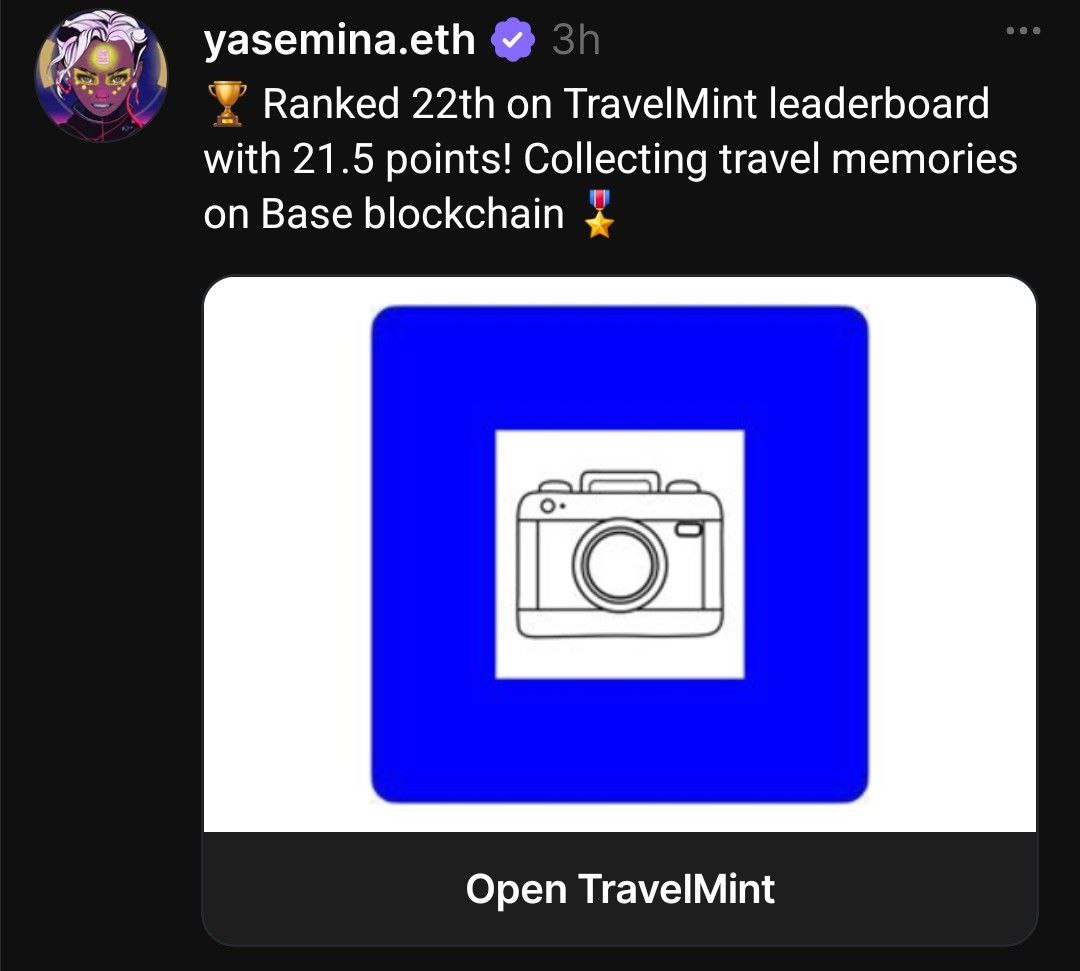 yasemina.eth 3h
🏆 Ranked 22th on TravelMint leaderboard
with 21.5 points! Collecting travel memories
on Base blockchain 🎖️
Open TravelMint